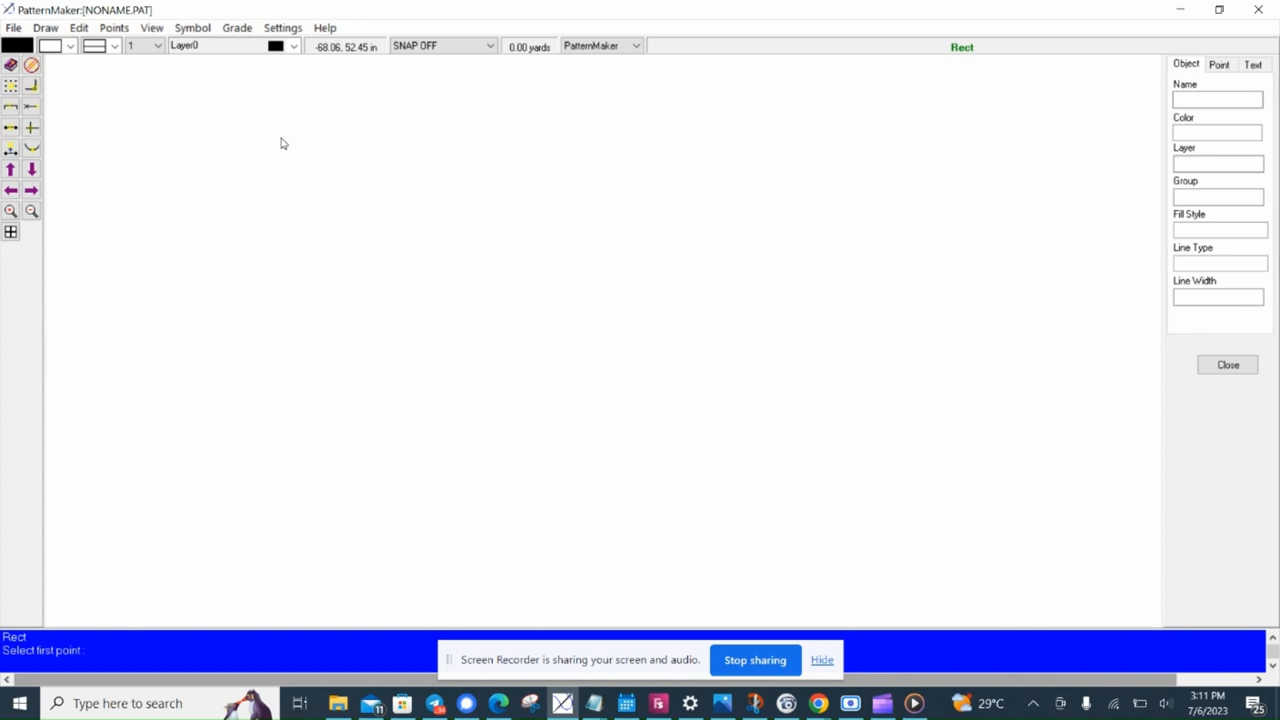 PatternMaker:[NONAME.PAT]
File Draw Edit Points View Symbol Grade Settings Help
1 Layer0 -68.06, 52.45 in SNAP OFF 0.00 yards PatternMaker Rect
Object Point Text
Name
Color
Layer
Group
Fill Style
Line Type
Line Width
Close
Rect
Select first point :
Screen Recorder is sharing your screen and audio. Stop sharing Hide
Type here to search
11
29°C
3:11 PM
7/6/2023
25